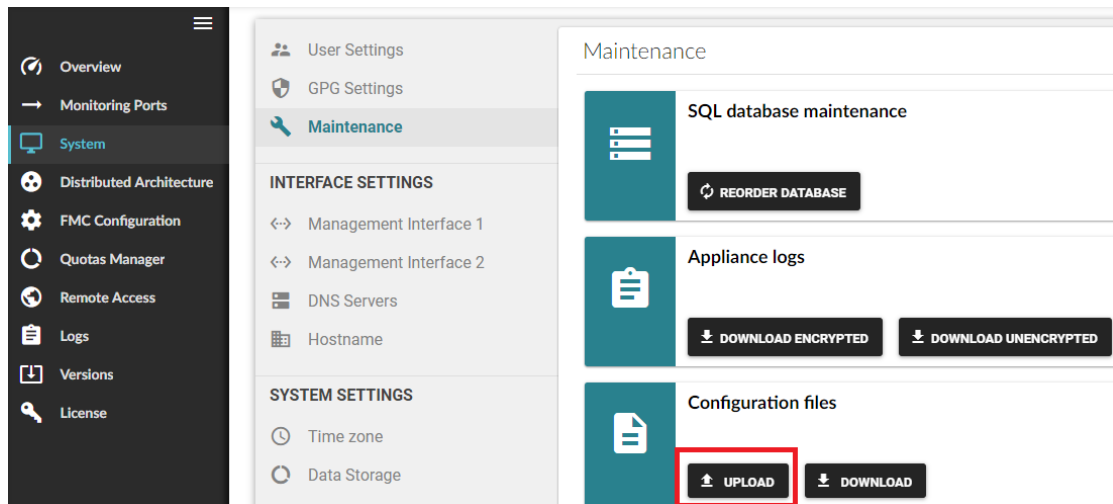 Overview
Monitoring Ports
System
Distributed Architecture
FMC Configuration
Quotas Manager
Remote Access
Logs
Versions
License
User Settings
GPG Settings
Maintenance
INTERFACE SETTINGS
Management Interface 1
Management Interface 2
DNS Servers
Hostname
SYSTEM SETTINGS
Time zone
Data Storage
Maintenance
SQL database maintenance
REORDER DATABASE
Appliance logs
DOWNLOAD ENCRYPTED DOWNLOAD UNENCRYPTED
Configuration files
UPLOAD DOWNLOAD